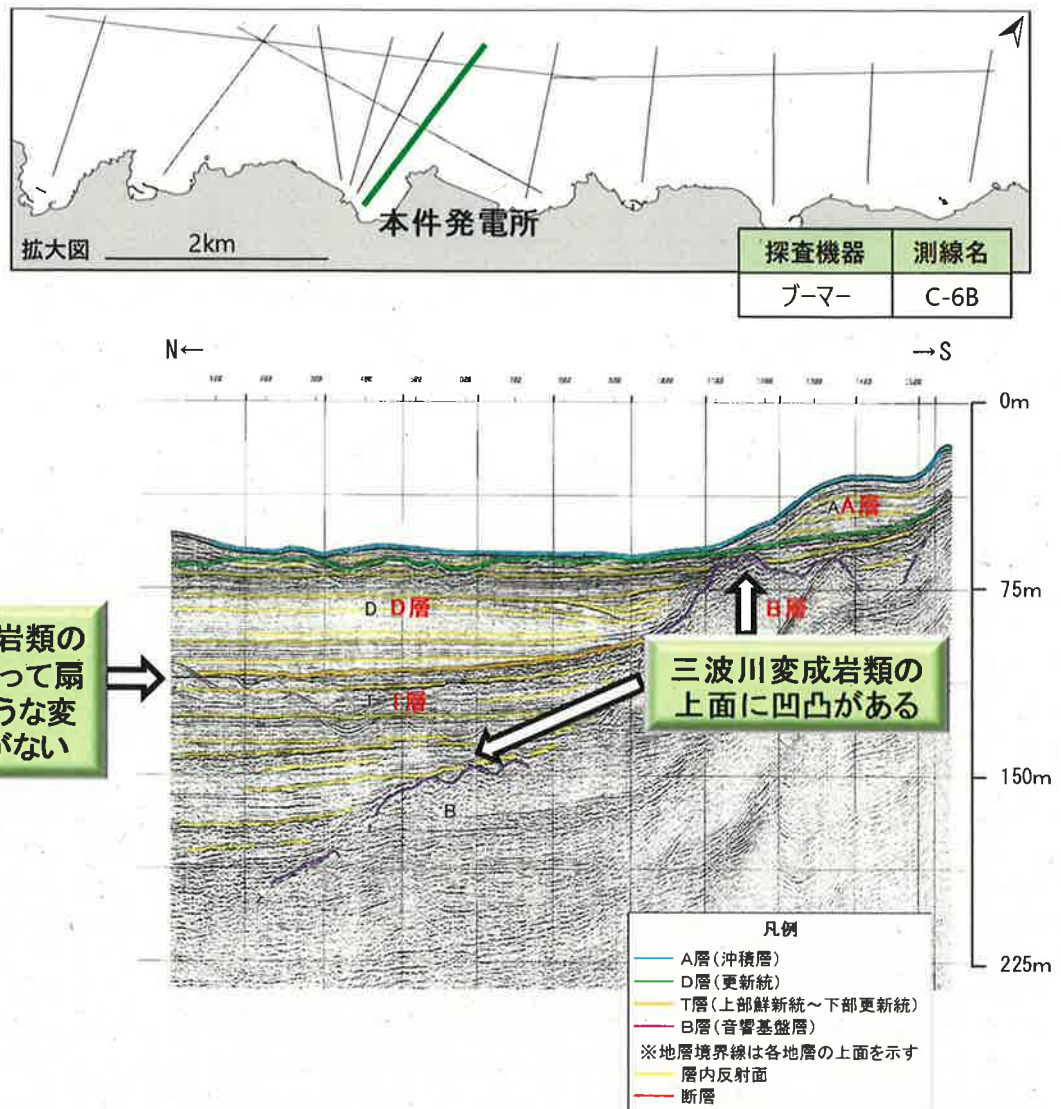 本件発電所
拡大図
2km
探査機器 測線名
ブーマー C-6B
N← →S
0m
A A層
75m
D D層
B層
岩類の
って扇
うな変
がない
三波川変成岩類の
上面に凹凸がある
T層
150m
B
凡例
A層(沖積層)
D層(更新統)
T層(上部鮮新統~下部更新統)
B層(音響基盤層)
※地層境界線は各地層の上面を示す
層内反射面
断層
225m